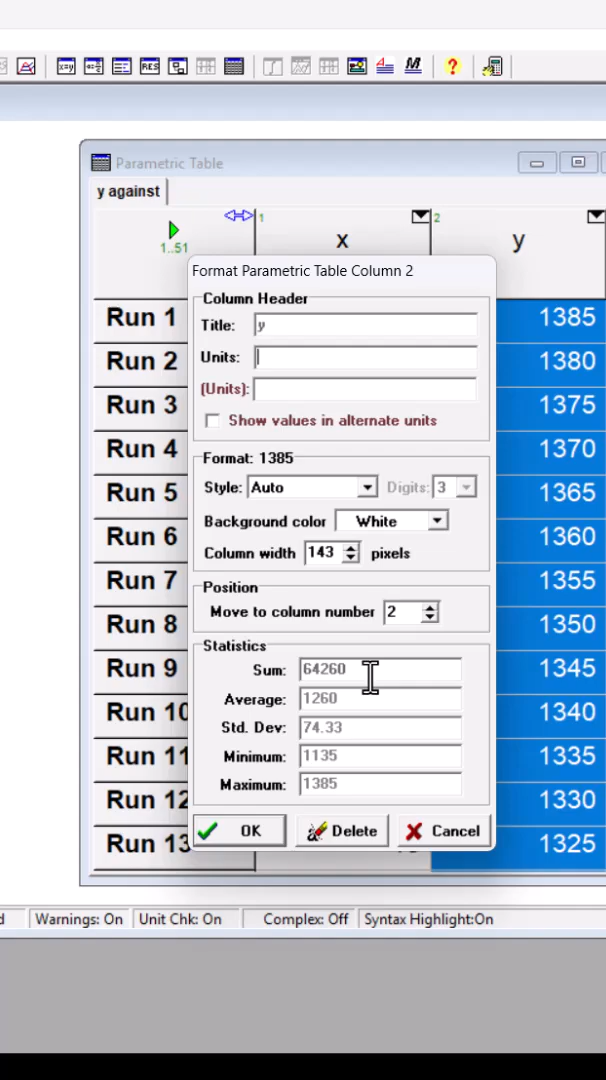 x=y
RES
M
?
Parametric Table
y against
1..51
1
x
2
y
Format Parametric Table Column 2
Column Header
Title: y
Units:
(Units):
Show values in alternate units
Format: 1385
Style: Auto Digits: 3
Background color White
Column width 143 pixels
Position
Move to column number 2
Statistics
Sum: 64260
Average: 1260
Std. Dev: 74.33
Minimum: 1135
Maximum: 1385
OK Delete Cancel
Run 1 1385
Run 2 1380
Run 3 1375
Run 4 1370
Run 5 1365
Run 6 1360
Run 7 1355
Run 8 1350
Run 9 1345
Run 10 1340
Run 11 1335
Run 12 1330
Run 13 1325
Warnings: On Unit Chk: On Complex: Off Syntax Highlight:On